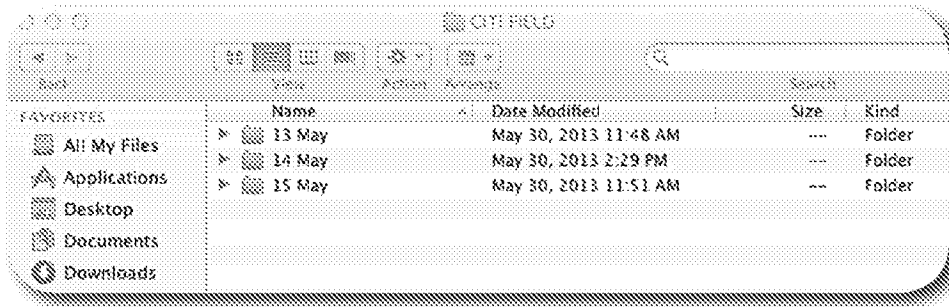 CITI FIELD
Back View Action Arrange Search
FAVORITES
All My Files
Applications
Desktop
Documents
Downloads
Name Date Modified Size Kind
13 May May 30, 2013 11:48 AM -- Folder
14 May May 30, 2013 2:29 PM -- Folder
15 May May 30, 2013 11:51 AM -- Folder